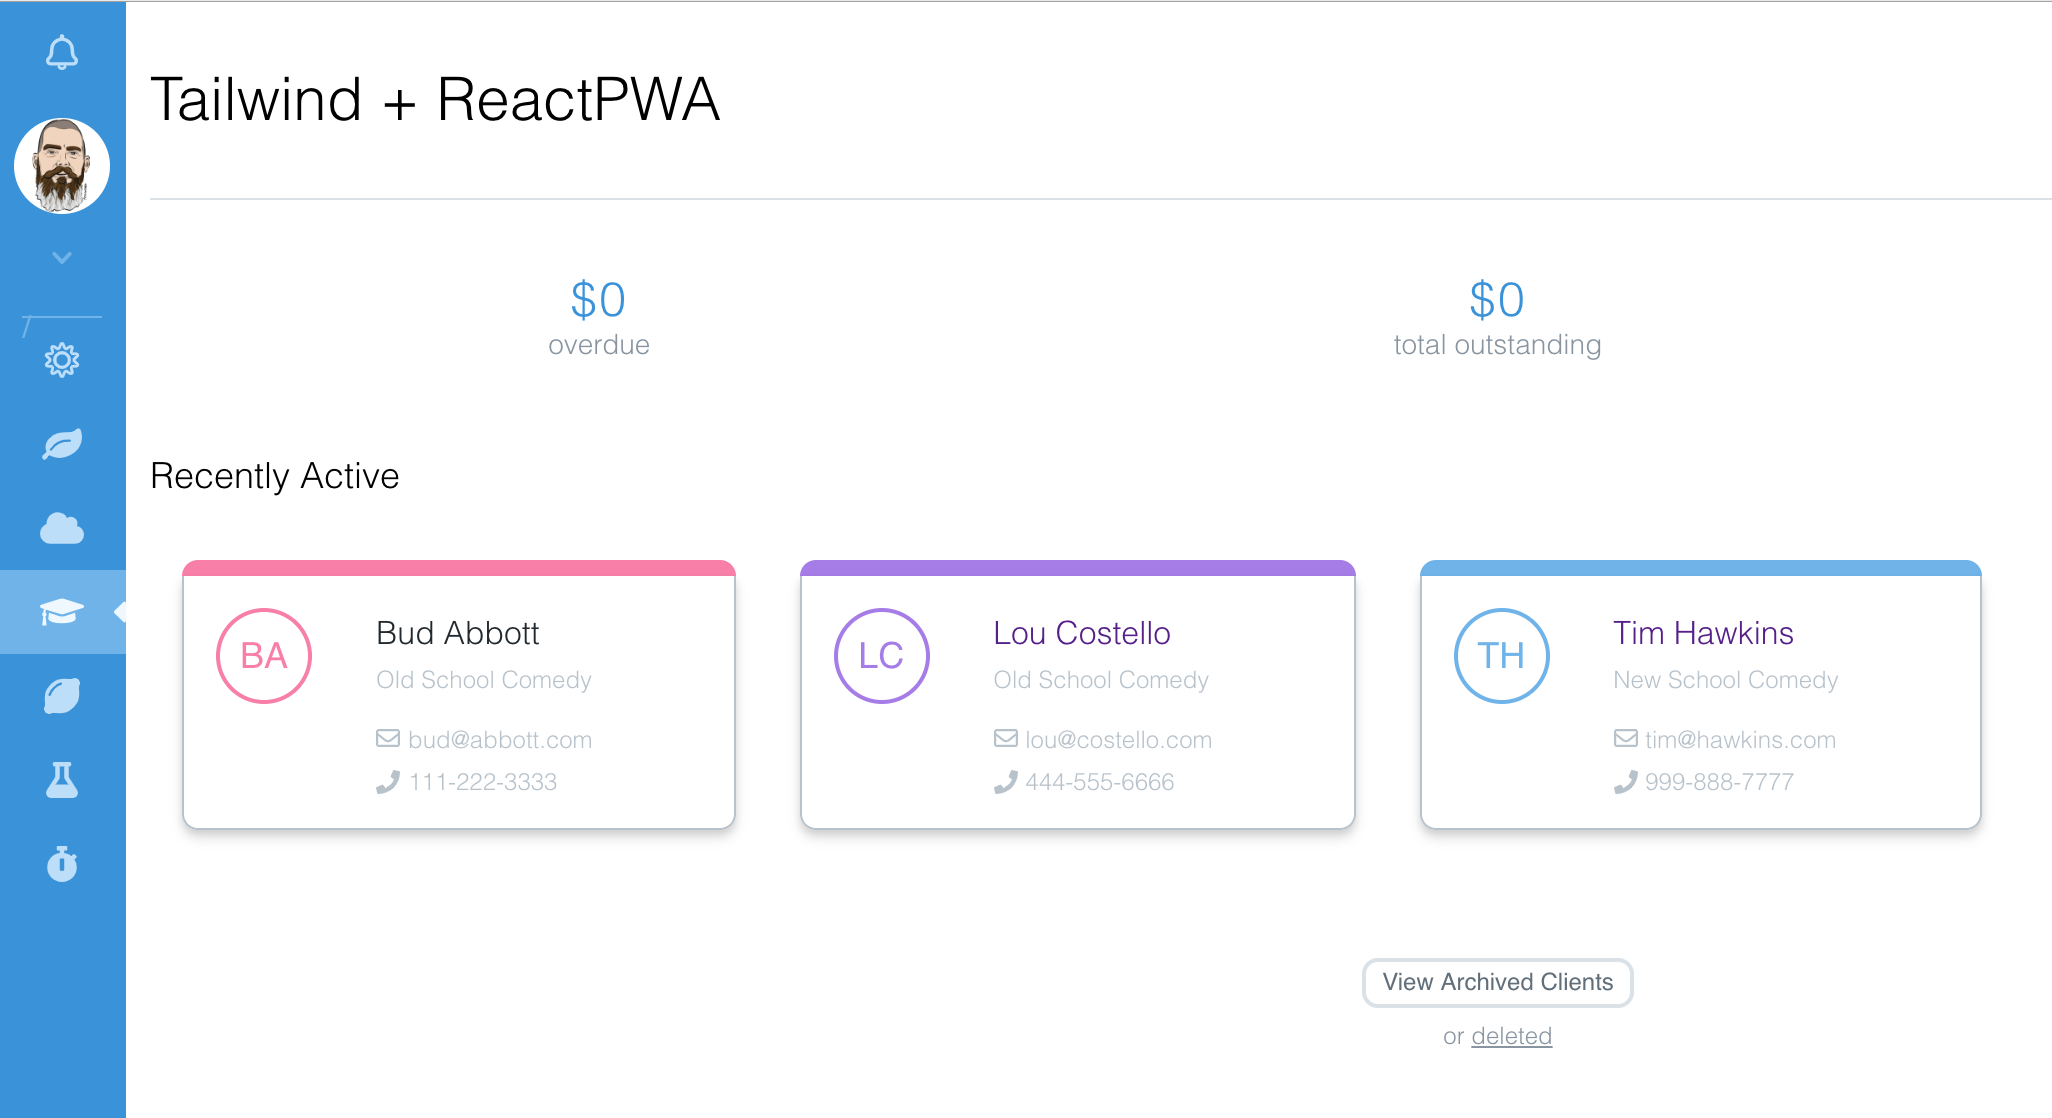 Tailwind + ReactPWA
$0
overdue
$0
total outstanding
Recently Active
BA
Bud Abbott
Old School Comedy
bud@abbott.com
111-222-3333
LC
Lou Costello
Old School Comedy
lou@costello.com
444-555-6666
TH
Tim Hawkins
New School Comedy
tim@hawkins.com
999-888-7777
View Archived Clients
or deleted